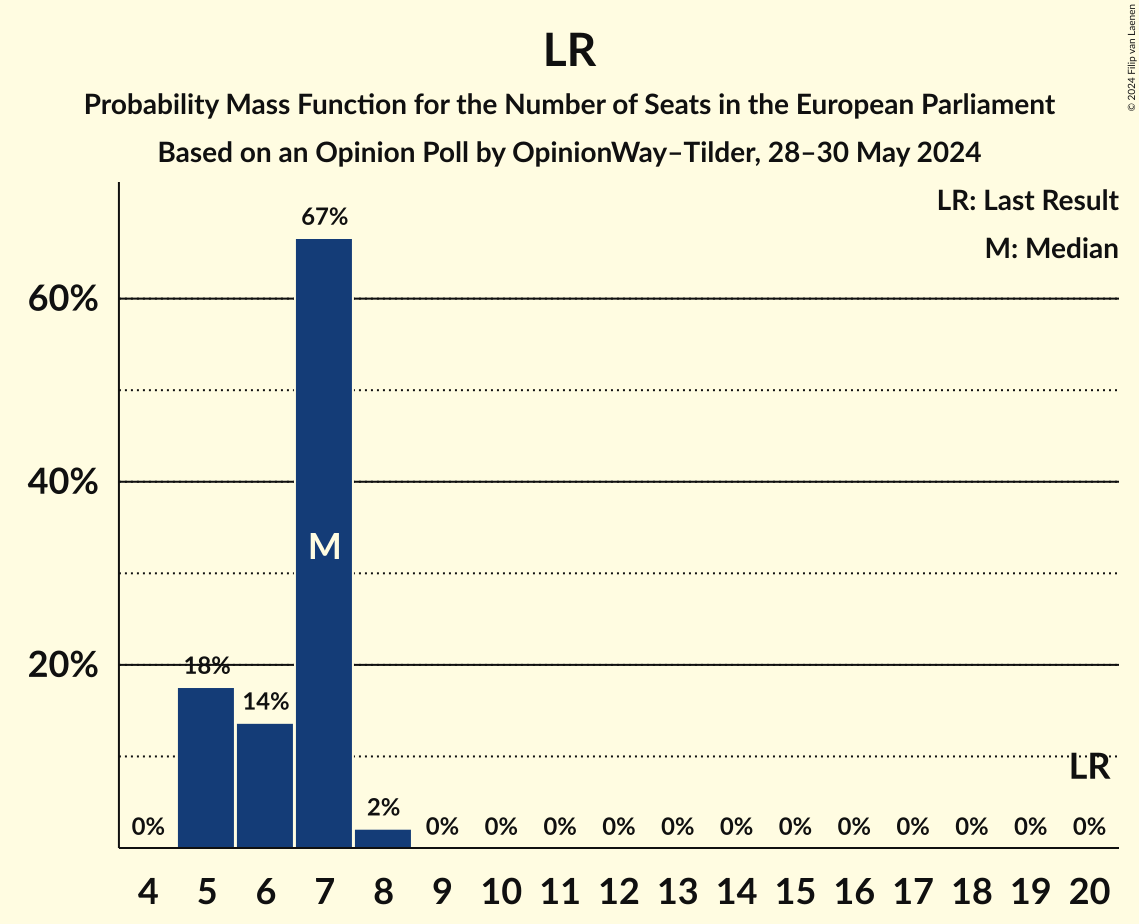 LR
Probability Mass Function for the Number of Seats in the European Parliament
Based on an Opinion Poll by OpinionWay–Tilder, 28–30 May 2024
© 2024 Filip van Laenen
LR: Last Result
M: Median
67%
60%
40%
M
20%
18%
14%
LR
2%
0% 0% 0% 0% 0% 0% 0% 0% 0% 0% 0% 0% 0%
4 5 6 7 8 9 10 11 12 13 14 15 16 17 18 19 20